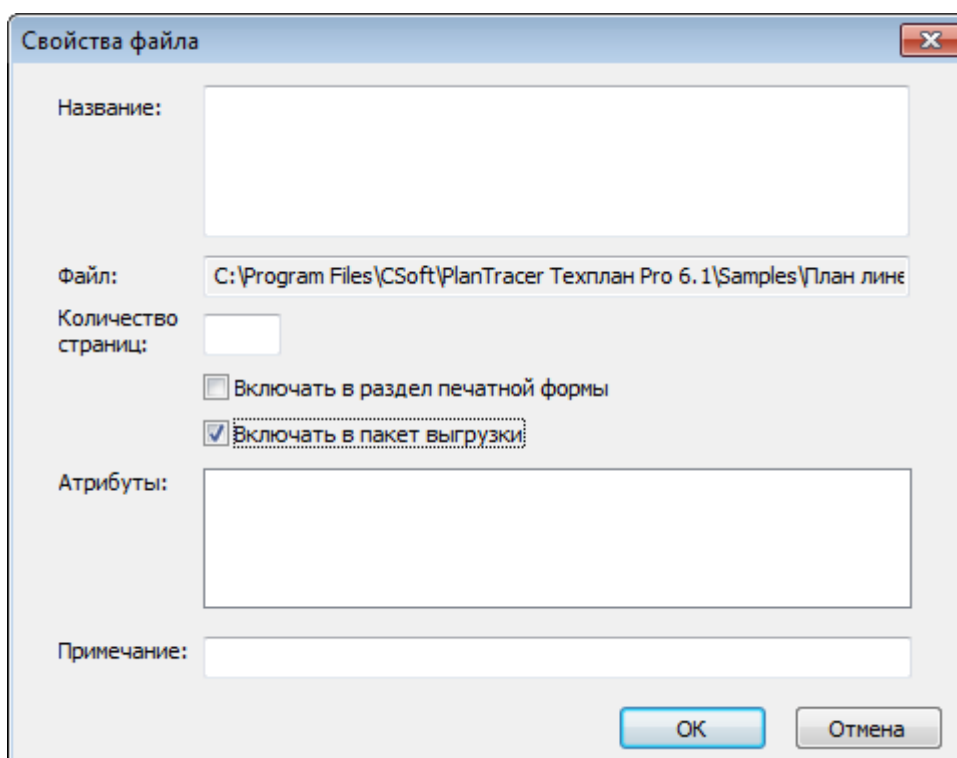 Свойства файла
Название:
Файл:
C:\Program Files\CSoft\PlanTracer Техплан Pro 6.1\Samples\План лине
Количество
страниц:
Включать в раздел печатной формы
Включать в пакет выгрузки
Атрибуты:
Примечание:
OK
Отмена